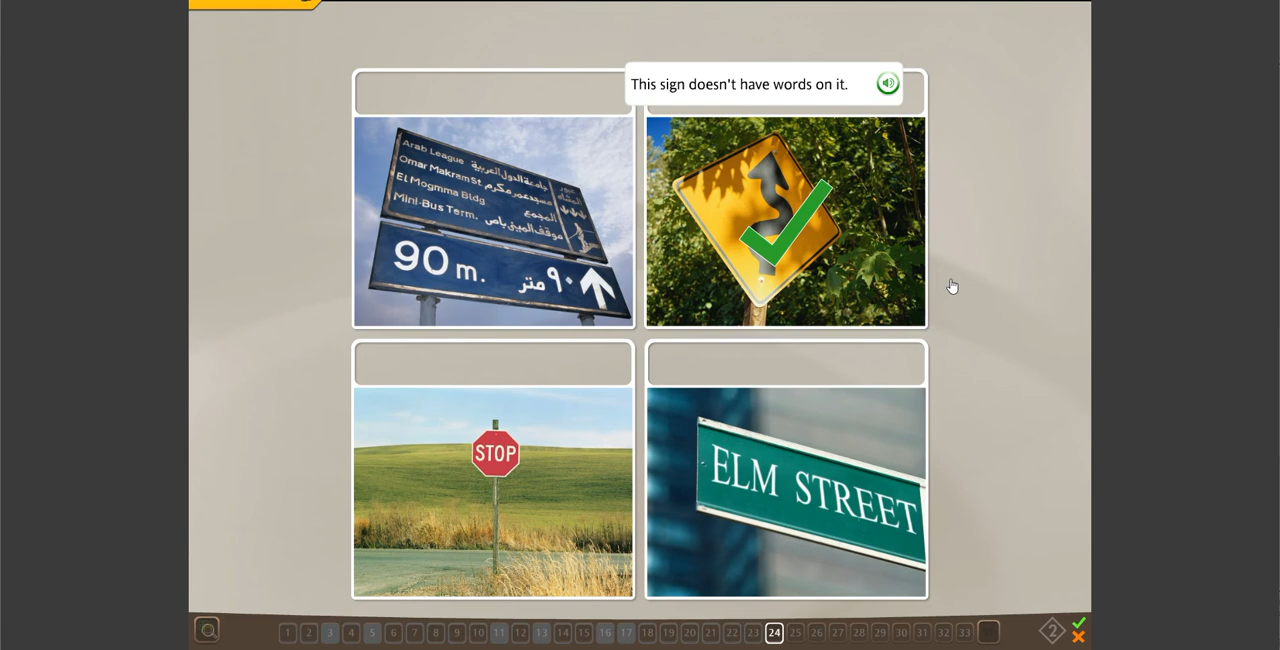 This sign doesn't have words on it.
Arab League جامعة الدول العربية
Omar Makram St مسجد عمر مكرم
El Mogmma Bldg المجمع
Mini-Bus Term. موقف الميني باص
عبور
المشاه
90 m. ٩٠ متر
STOP
ELM STREET
1 2 3 4 5 6 7 8 9 10 11 12 13 14 15 16 17 18 19 20 21 22 23 24 25 26 27 28 29 30 31 32 33
2